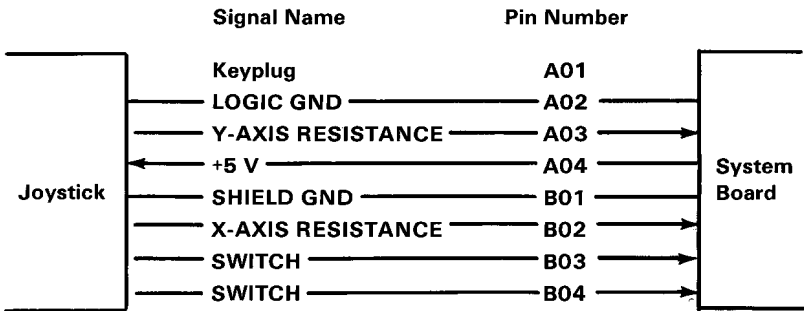 Signal Name Pin Number
Keyplug A01
LOGIC GND A02
Y-AXIS RESISTANCE A03
+5 V A04
Joystick
System
Board
SHIELD GND B01
X-AXIS RESISTANCE B02
SWITCH B03
SWITCH B04